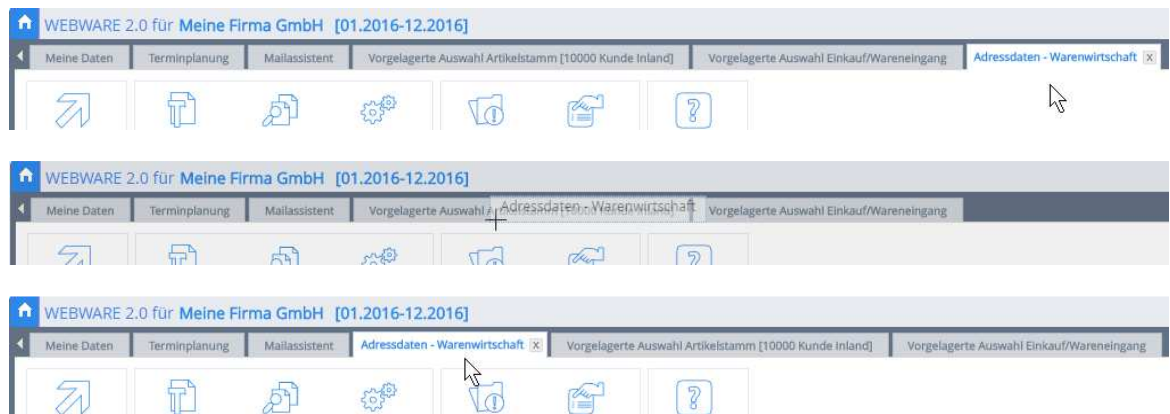 WEBWARE 2.0 für Meine Firma GmbH [01.2016-12.2016]
Meine Daten Terminplanung Mailassistent Vorgelagerte Auswahl Artikelstamm [10000 Kunde Inland] Vorgelagerte Auswahl Einkauf/Wareneingang Adressdaten - Warenwirtschaft x
WEBWARE 2.0 für Meine Firma GmbH [01.2016-12.2016]
Meine Daten Terminplanung Mailassistent Vorgelagerte Auswahl Adressdaten - Warenwirtschaft Vorgelagerte Auswahl Einkauf/Wareneingang
WEBWARE 2.0 für Meine Firma GmbH [01.2016-12.2016]
Meine Daten Terminplanung Mailassistent Adressdaten - Warenwirtschaft x Vorgelagerte Auswahl Artikelstamm [10000 Kunde Inland] Vorgelagerte Auswahl Einkauf/Wareneingang